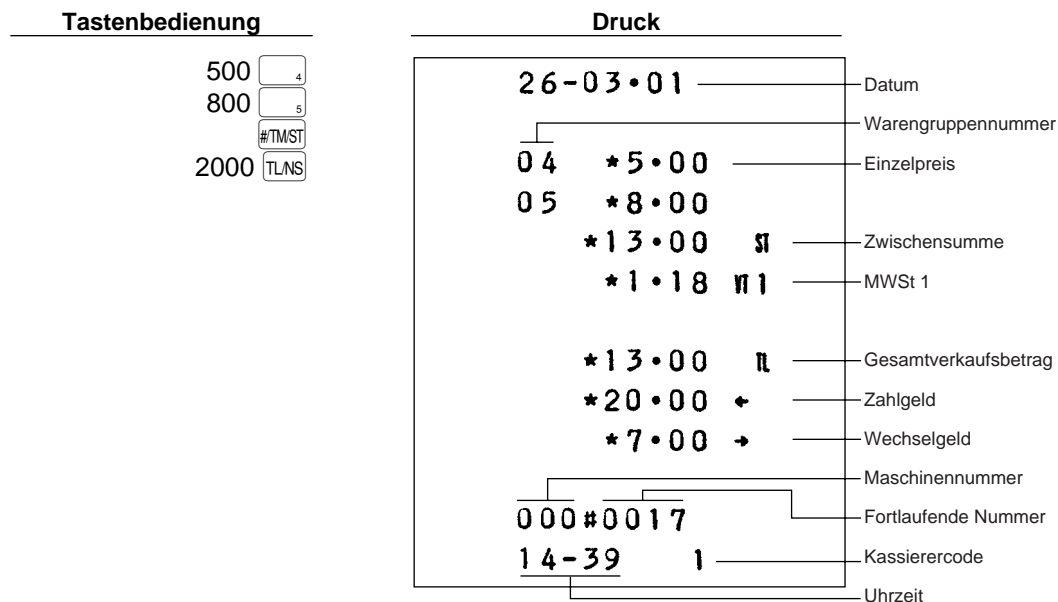 Tastenbedienung
500 4
800 5
#/TM/ST
2000 TL/NS
Druck
26-03•01 Datum
Warengruppennummer
04 *5•00 Einzelpreis
05 *8•00
*13•00 ST Zwischensumme
*1•18 VT 1 MWSt 1
*13•00 TL Gesamtverkaufsbetrag
*20•00 ← Zahlgeld
*7•00 → Wechselgeld
Maschinennummer
000#0017 Fortlaufende Nummer
14-39 1 Kassierercode
Uhrzeit